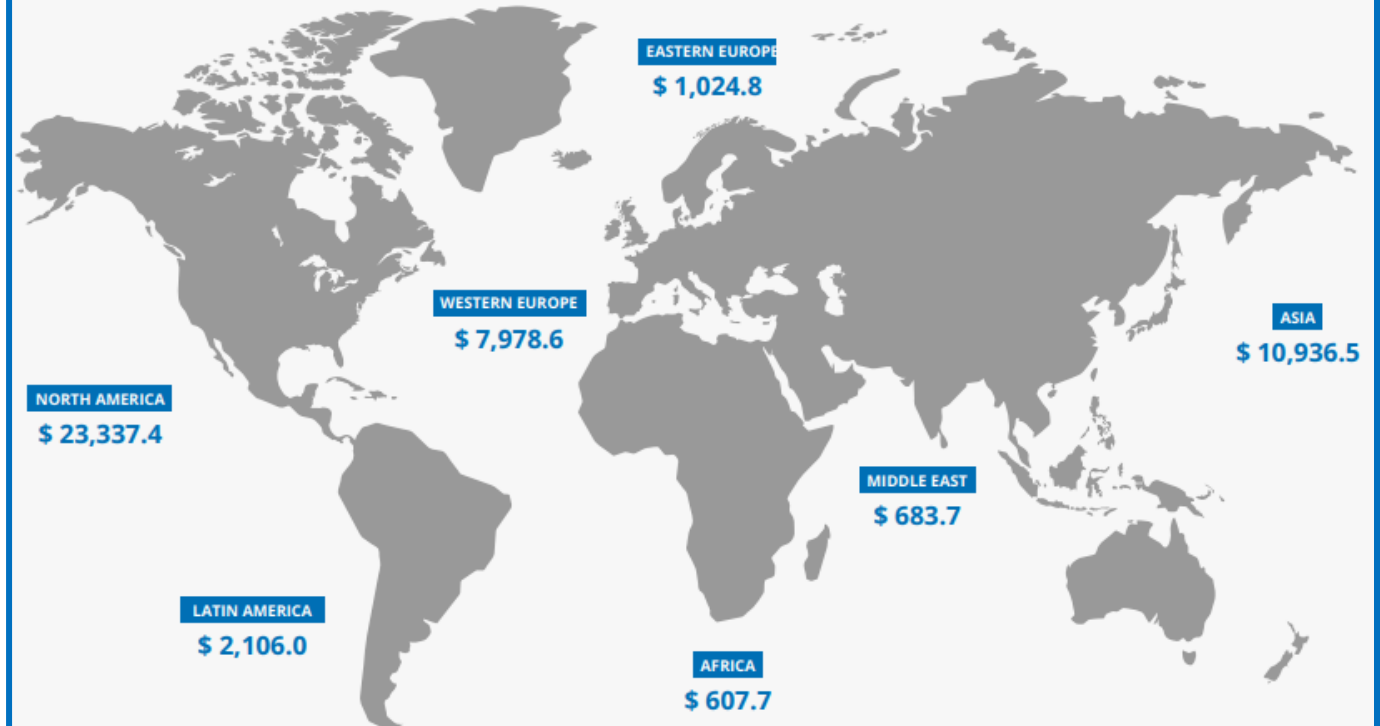 EASTERN EUROPE
$ 1,024.8
WESTERN EUROPE
$ 7,978.6
ASIA
$ 10,936.5
NORTH AMERICA
$ 23,337.4
MIDDLE EAST
$ 683.7
LATIN AMERICA
$ 2,106.0
AFRICA
$ 607.7